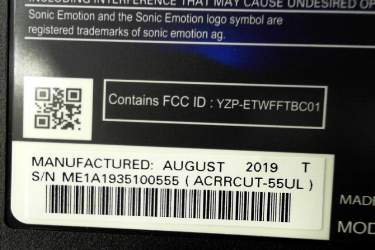 INCLUDING INTERFERENCE THAT MAY CAUSE UNDESIRED OP
Sonic Emotion and the Sonic Emotion logo symbol are
registered trademarks of sonic emotion ag.
Contains FCC ID : YZP-ETWFFTBC01
MANUFACTURED: AUGUST 2019 T
S/N ME1A1935100555 ( ACRRCUT-55UL )
MADE
MOD